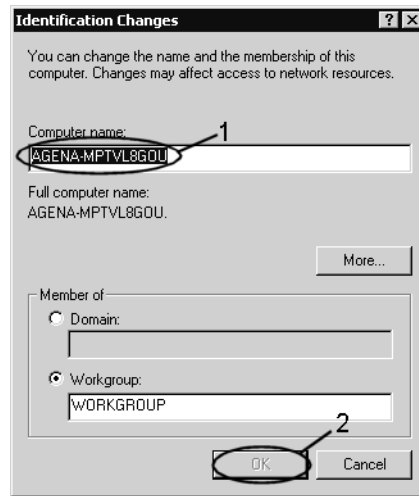 Identification Changes
You can change the name and the membership of this
computer. Changes may affect access to network resources.
Computer name:
1
AGENA-MPTVL8GOU
Full computer name:
AGENA-MPTVL8GOU.
More...
Member of
Domain:
Workgroup:
WORKGROUP
2
OK
Cancel